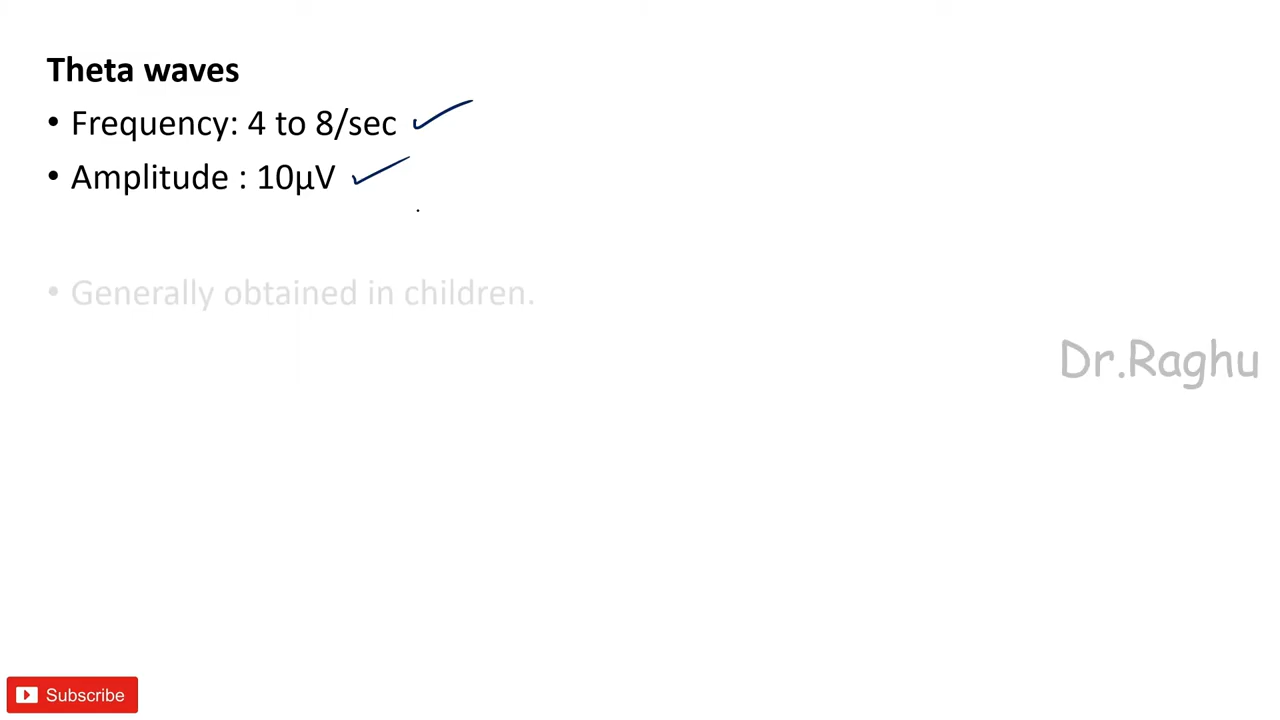 Theta waves
• Frequency: 4 to 8/sec
• Amplitude : 10µV
• Generally obtained in children.
Dr.Raghu
Subscribe